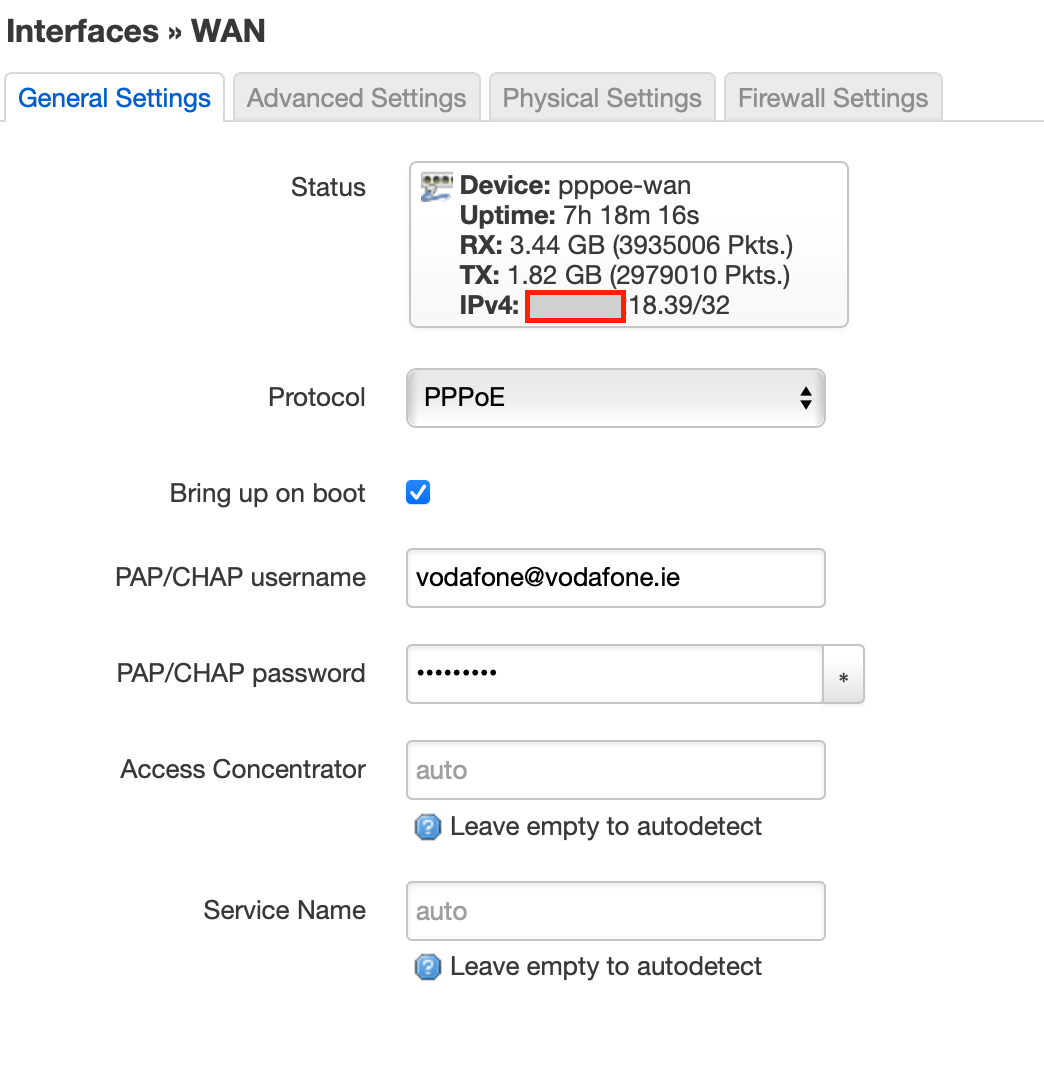 Interfaces » WAN
General Settings Advanced Settings Physical Settings Firewall Settings
Status
Device: pppoe-wan
Uptime: 7h 18m 16s
RX: 3.44 GB (3935006 Pkts.)
TX: 1.82 GB (2979010 Pkts.)
IPv4: 18.39/32
Protocol PPPoE
Bring up on boot
PAP/CHAP username vodafone@vodafone.ie
PAP/CHAP password ••••••••• *
Access Concentrator auto
Leave empty to autodetect
Service Name auto
Leave empty to autodetect